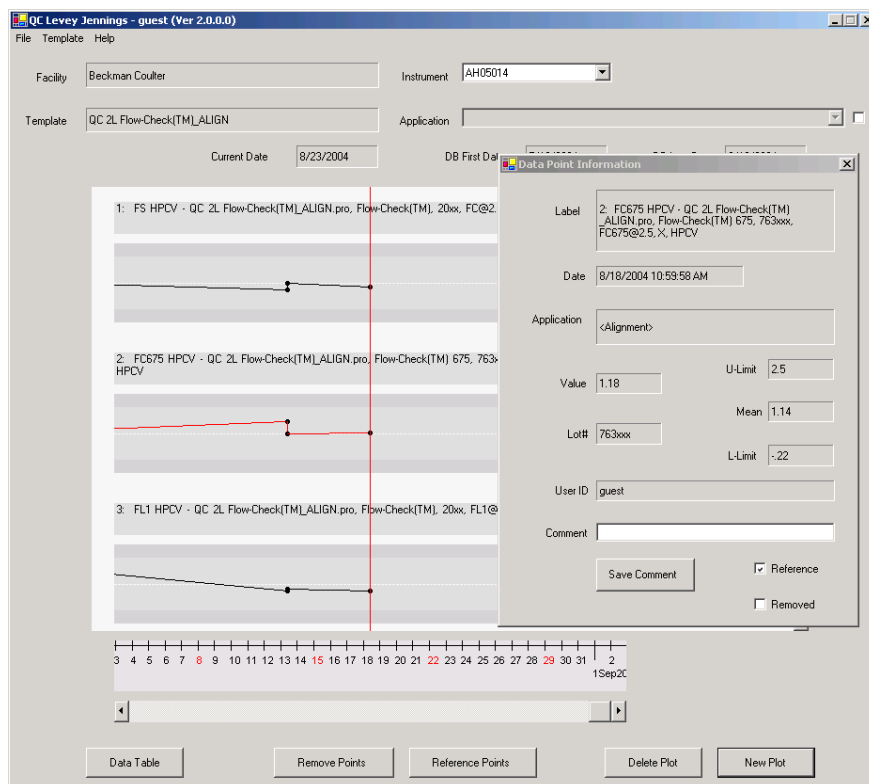 QC Levey Jennings - guest (Ver 2.0.0.0)
File Template Help
Facility Beckman Coulter Instrument AH05014
Template QC 2L Flow-Check(TM)_ALIGN Application
Current Date 8/23/2004 DB First Dat
Data Point Information
1: FS HPCV - QC 2L Flow-Check(TM)_ALIGN.pro, Flow-Check(TM), 20xx, FC@2.
2: FC675 HPCV - QC 2L Flow-Check(TM)_ALIGN.pro, Flow-Check(TM) 675, 763x
HPCV
3: FL1 HPCV - QC 2L Flow-Check(TM)_ALIGN.pro, Flow-Check(TM), 20xx, FL1@
Label 2: FC675 HPCV - QC 2L Flow-Check(TM)
_ALIGN.pro, Flow-Check(TM) 675, 763xxx,
FC675@2.5, X, HPCV
Date 8/18/2004 10:59:58 AM
Application <Alignment>
U-Limit 2.5
Value 1.18
Mean 1.14
Lot# 763xxx
L-Limit -.22
User ID guest
Comment
Save Comment Reference
Removed
3 4 5 6 7 8 9 10 11 12 13 14 15 16 17 18 19 20 21 22 23 24 25 26 27 28 29 30 31 2
1Sep20
Data Table Remove Points Reference Points Delete Plot New Plot